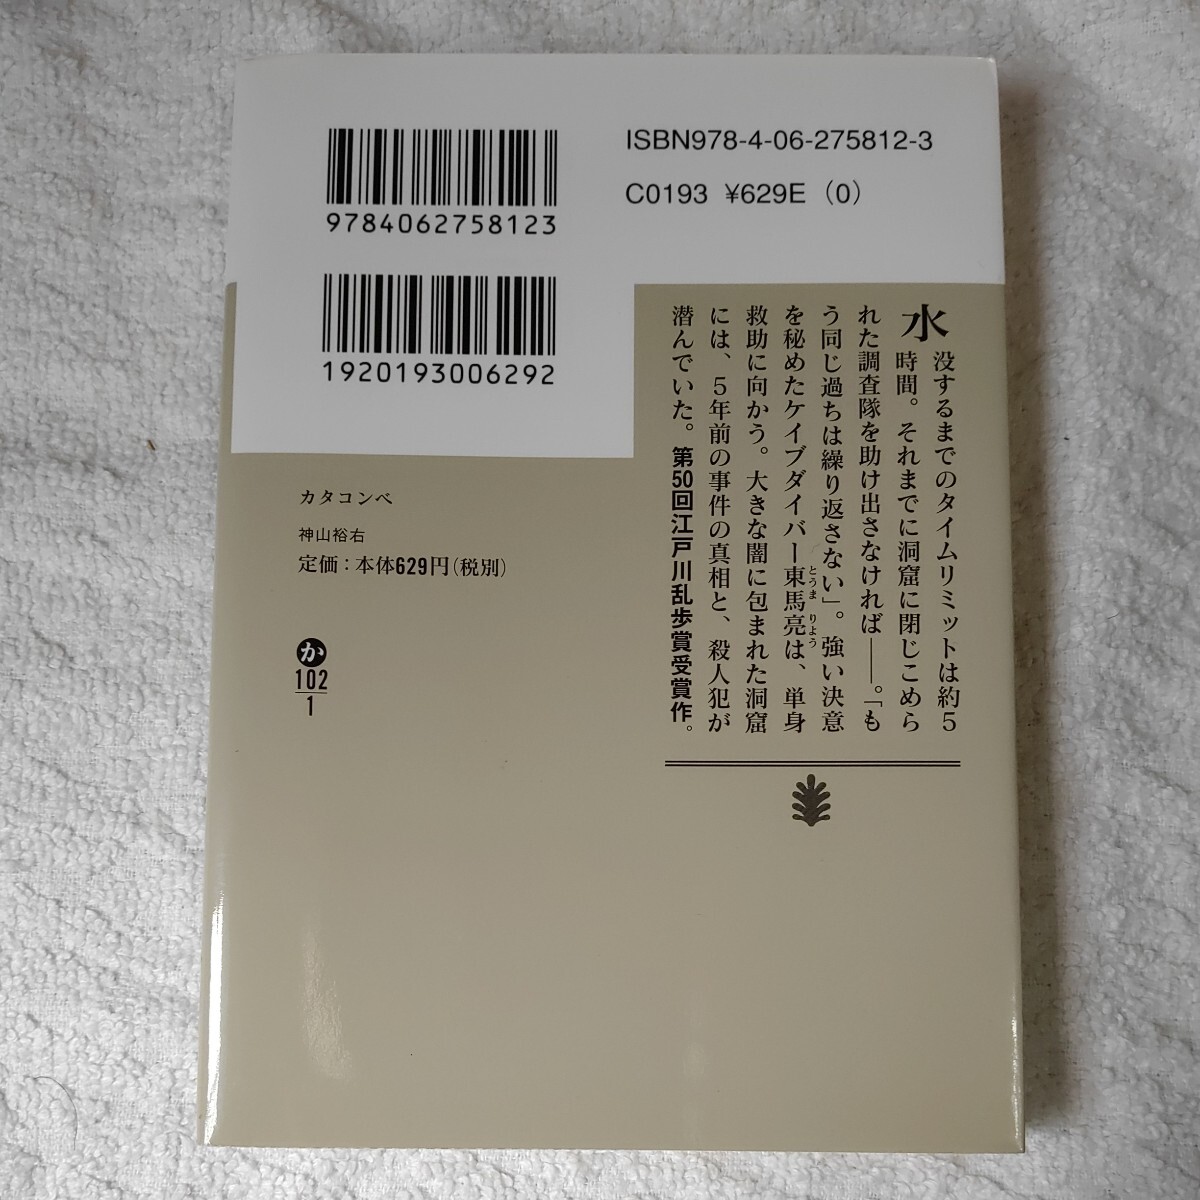 ISBN978-4-06-275812-3
C0193 ¥629E (0)
9784062758123
1920193006292
水没するまでのタイムリミットは約5
時間。それまでに洞窟に閉じこめら
れた調査隊を助け出さなければ――。「も
う同じ過ちは繰り返さない」。強い決意
を秘めたケイブダイバー東馬亮は、単身
とうま りょう
救助に向かう。大きな闇に包まれた洞窟
には、5年前の事件の真相と、殺人犯が
潜んでいた。第50回江戸川乱歩賞受賞作。
カタコンベ
神山裕右
定価：本体629円(税別)
か
102
1